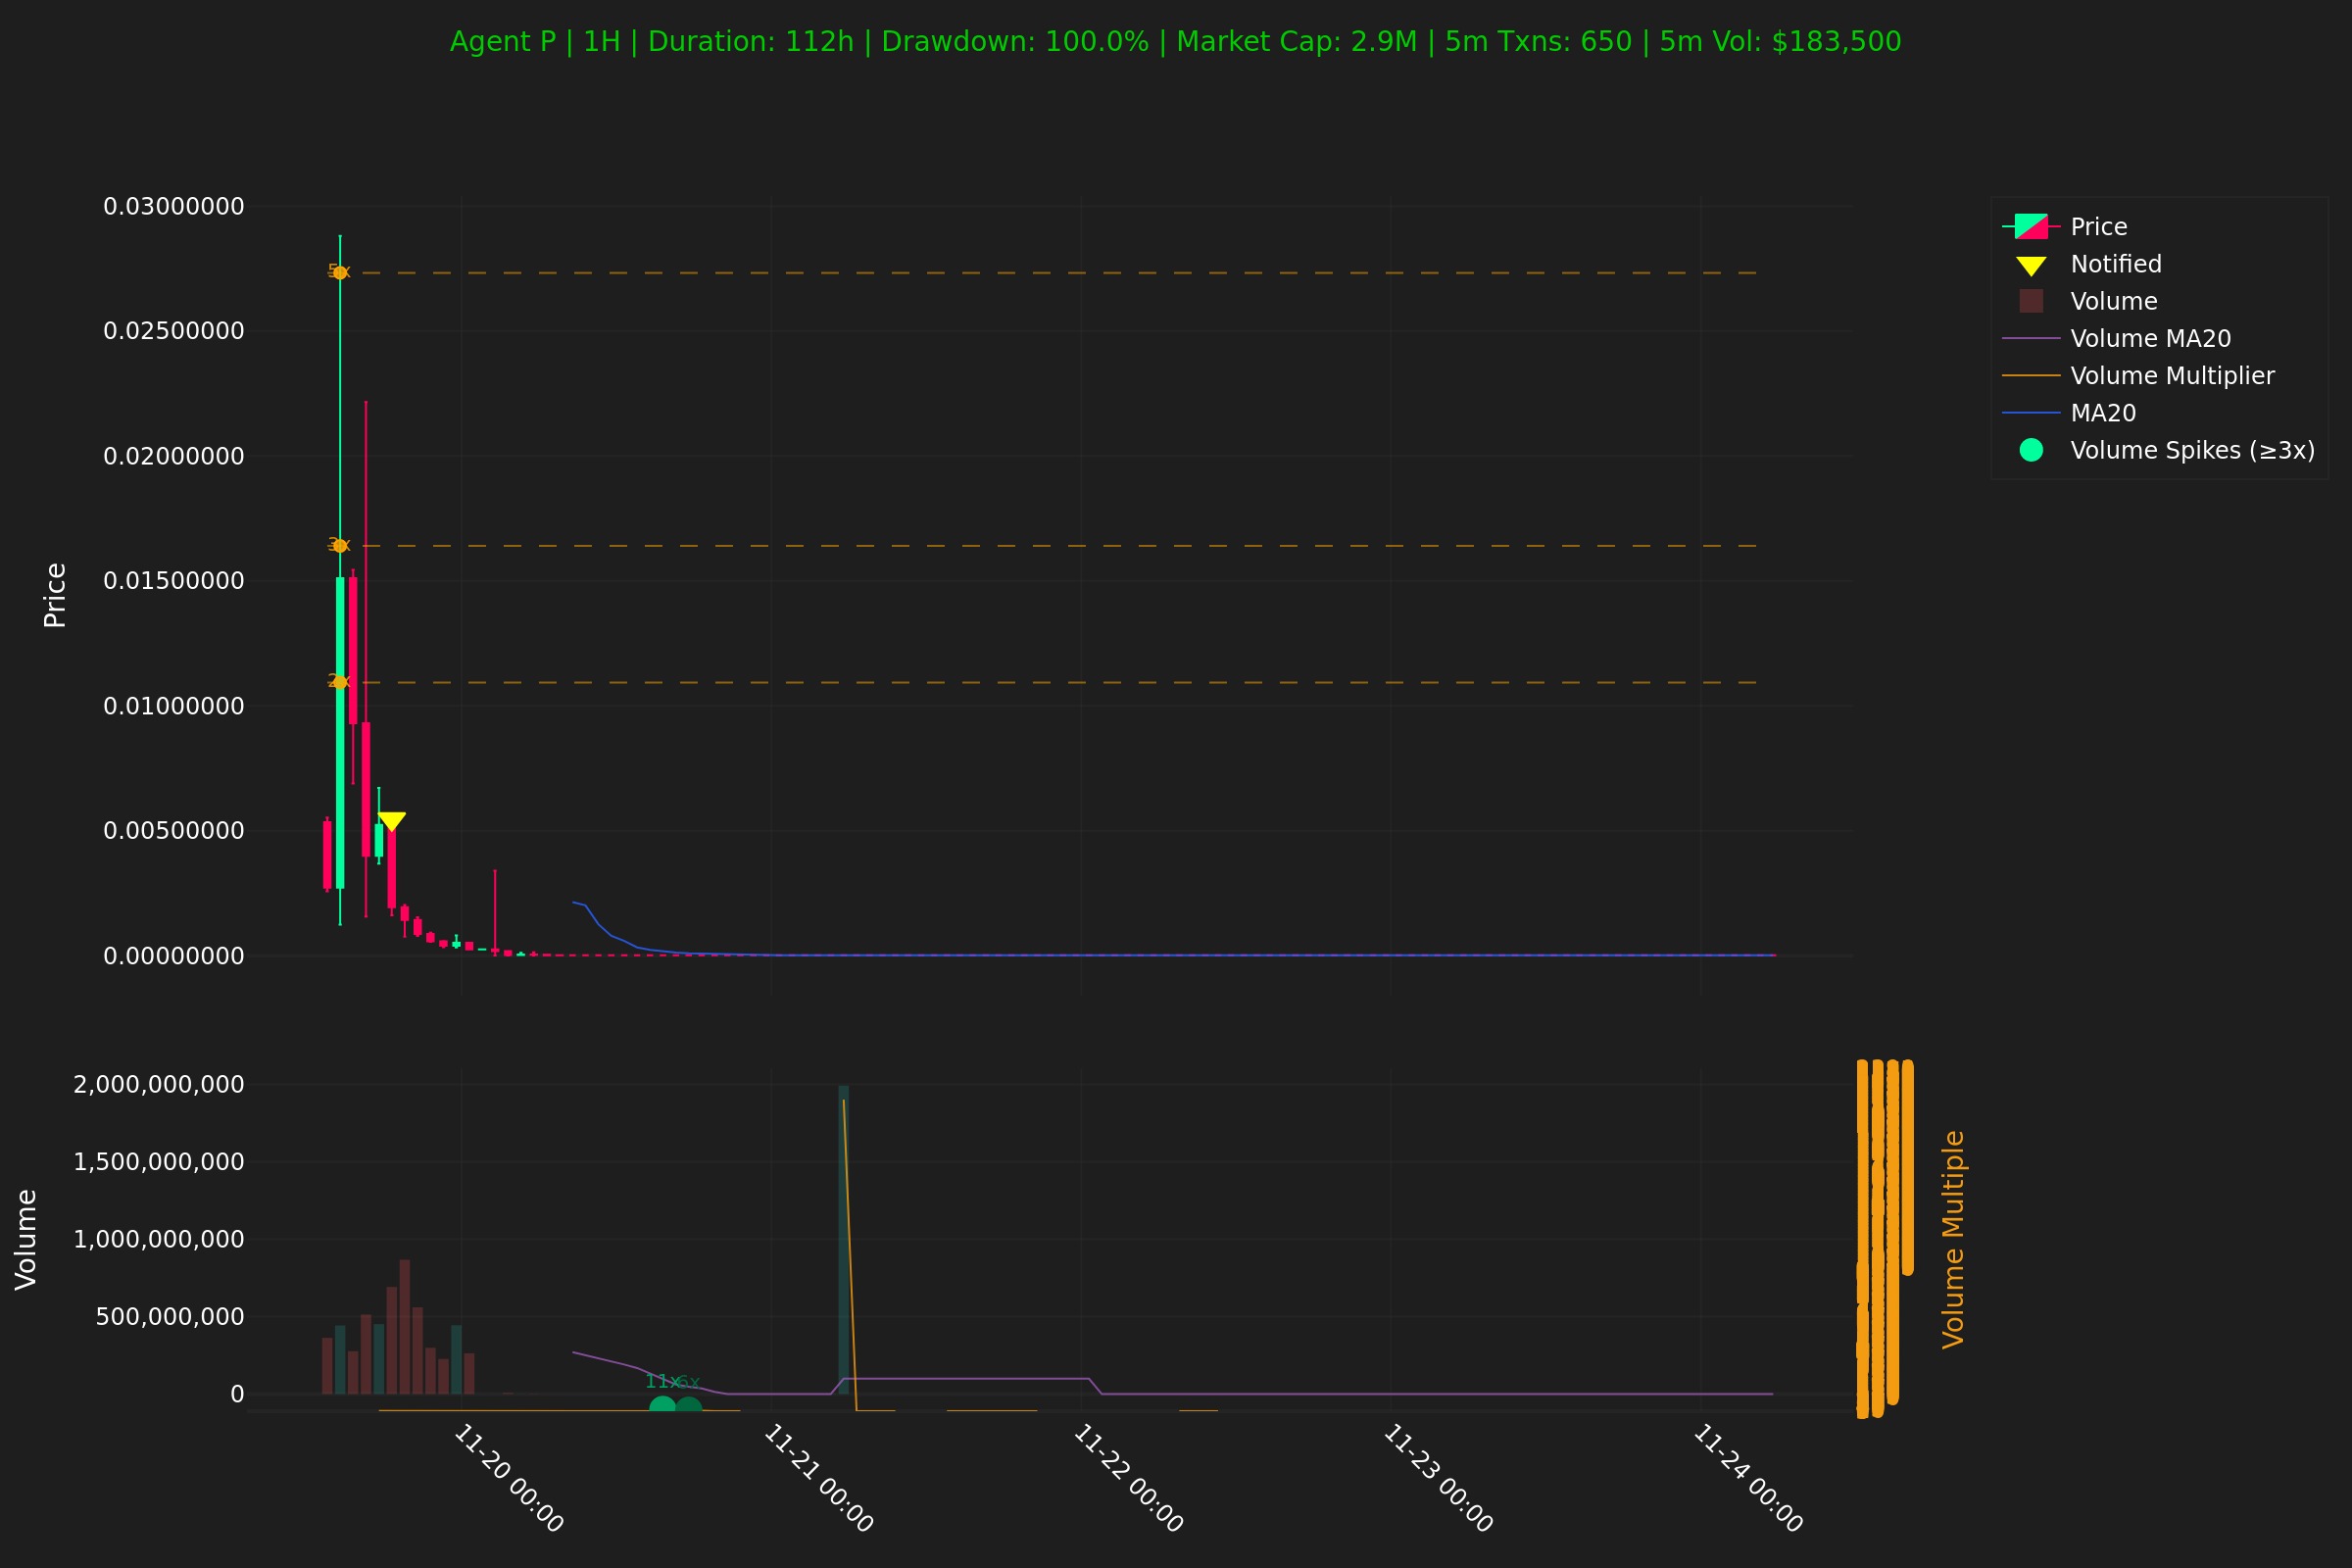 Agent P | 1H | Duration: 112h | Drawdown: 100.0% | Market Cap: 2.9M | 5m Txns: 650 | 5m Vol: $183,500
0.03000000
0.02500000
0.02000000
0.01500000
0.01000000
0.00500000
0.00000000
Price
5x
3x
2x
Price
Notified
Volume
Volume MA20
Volume Multiplier
MA20
Volume Spikes (≥3x)
2,000,000,000
1,500,000,000
1,000,000,000
500,000,000
0
Volume
11x
6x
Volume Multiple
11-20 00:00
11-21 00:00
11-22 00:00
11-23 00:00
11-24 00:00